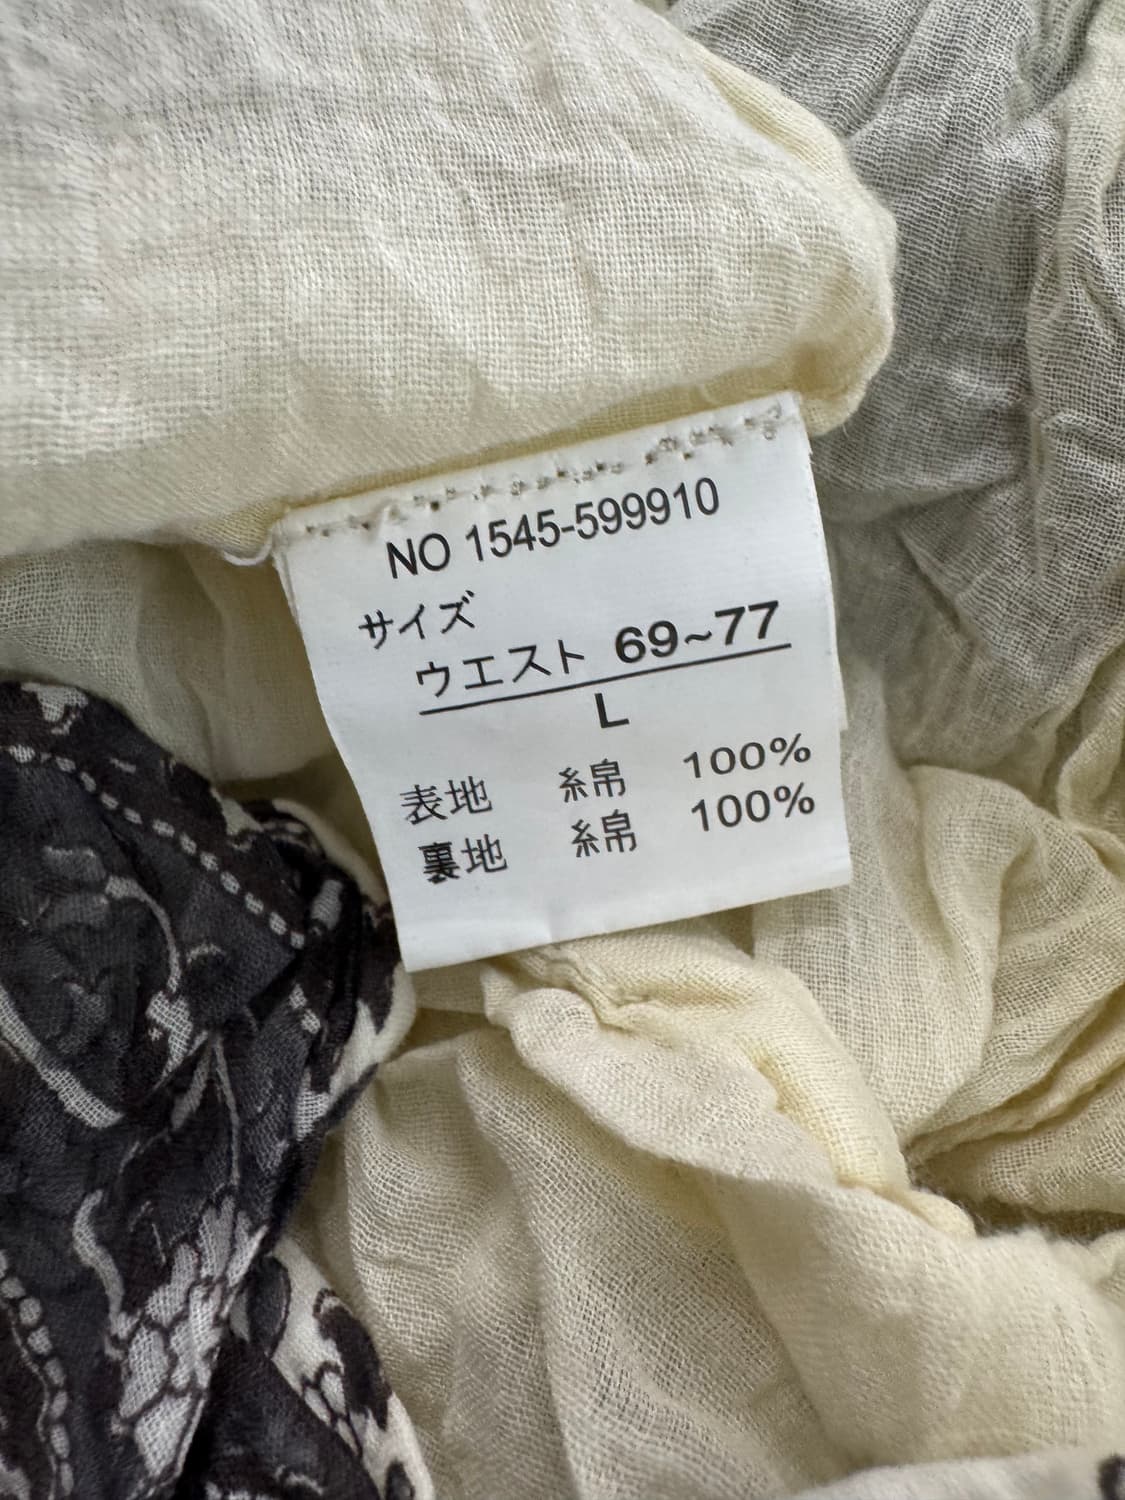 NO 1545-599910
サイズ
ウエスト 69~77
L
表地 綿 100%
裏地 綿 100%